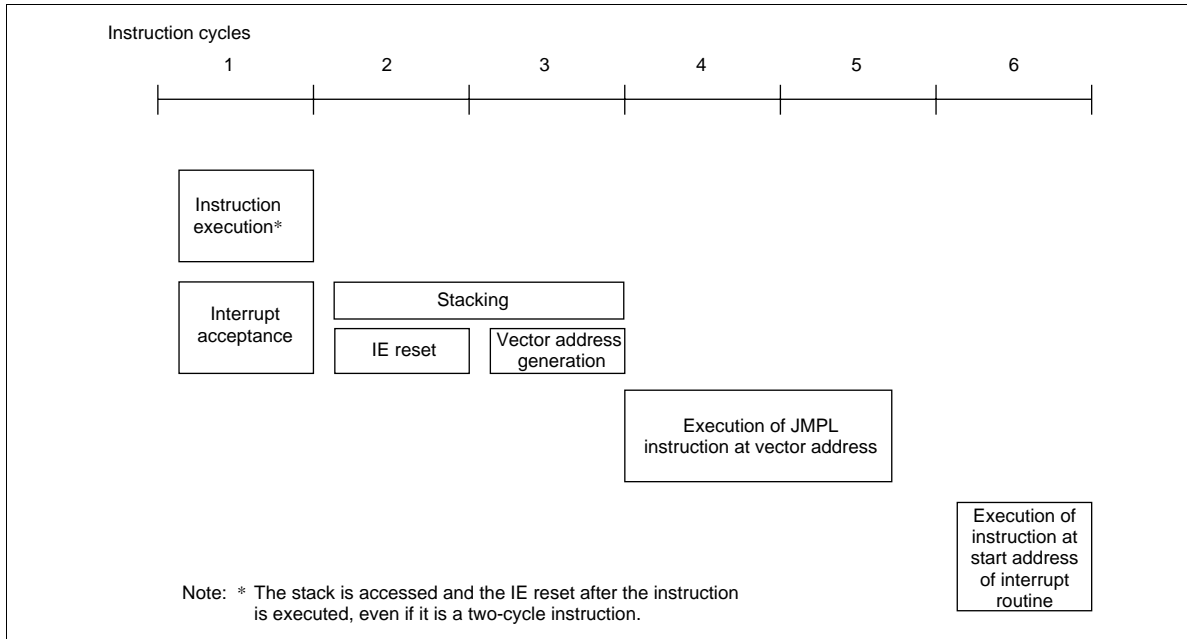 Instruction cycles
1 2 3 4 5 6
Instruction
execution*
Interrupt
acceptance
Stacking
IE reset
Vector address
generation
Execution of JMPL
instruction at vector address
Execution of
instruction at
start address
of interrupt
routine
Note: * The stack is accessed and the IE reset after the instruction
is executed, even if it is a two-cycle instruction.